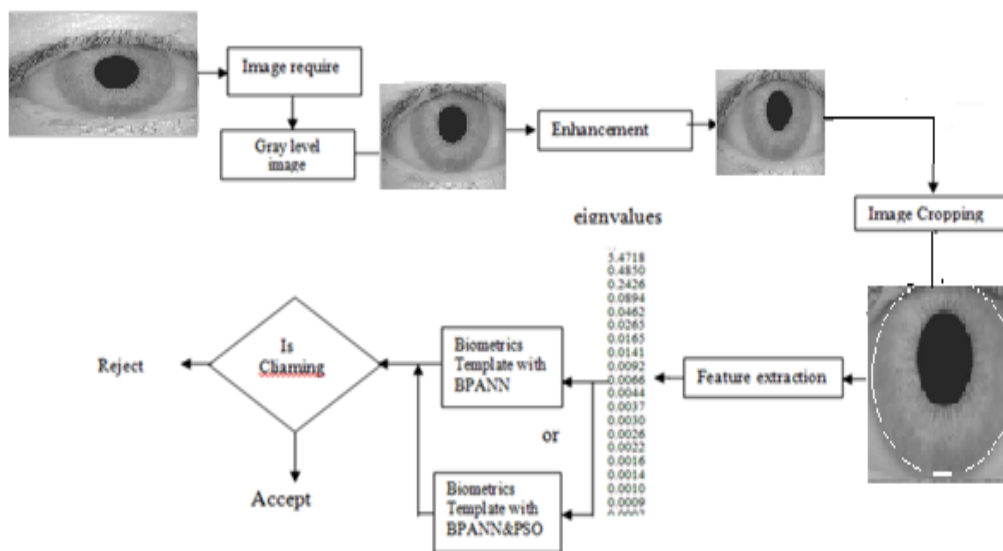 Image require
Gray level
image
Enhancement
Image Cropping
eignvalues
5.4718
0.4850
0.2426
0.0894
0.0462
0.0265
0.0165
0.0141
0.0092
0.0066
0.0044
0.0037
0.0030
0.0026
0.0022
0.0016
0.0014
0.0010
0.0009
Feature extraction
Biometrics
Template with
BPANN
or
Biometrics
Template with
BPANN&PSO
Is
Cliaming
Reject
Accept